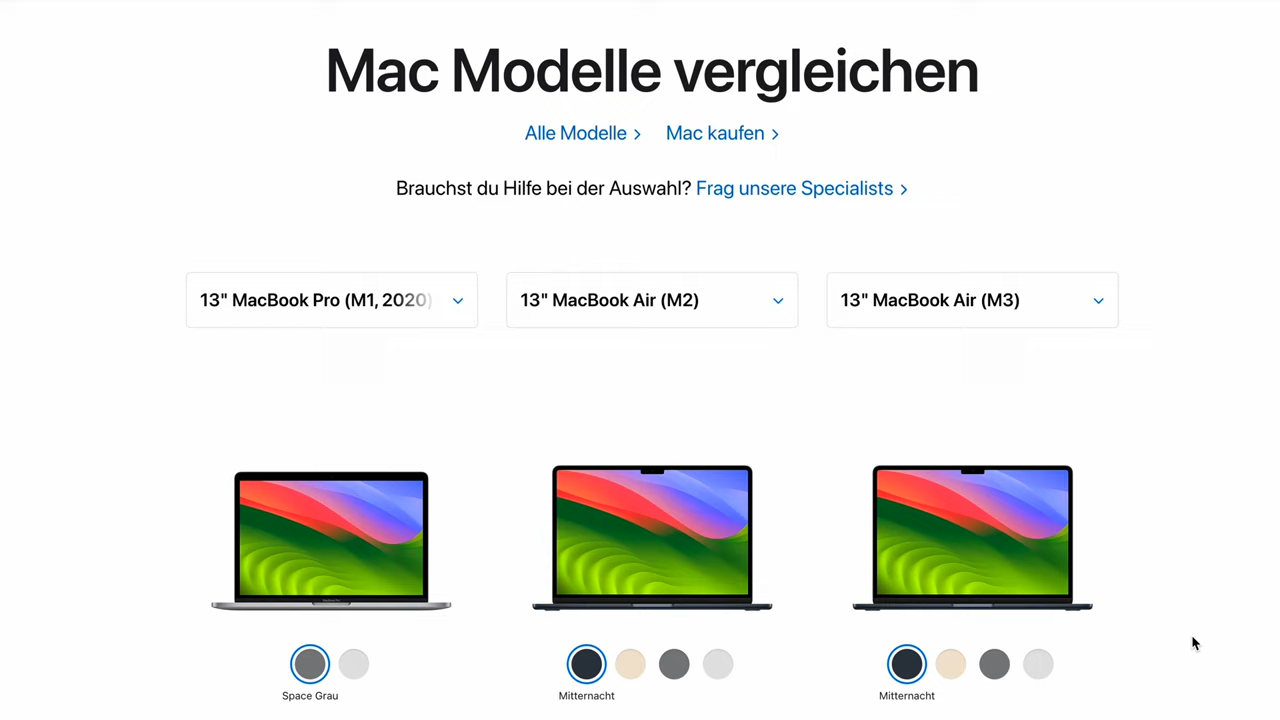 Mac Modelle vergleichen
Alle Modelle > Mac kaufen >
Brauchst du Hilfe bei der Auswahl? Frag unsere Specialists >
13" MacBook Pro (M1, 2020)
13" MacBook Air (M2)
13" MacBook Air (M3)
Space Grau
Mitternacht
Mitternacht